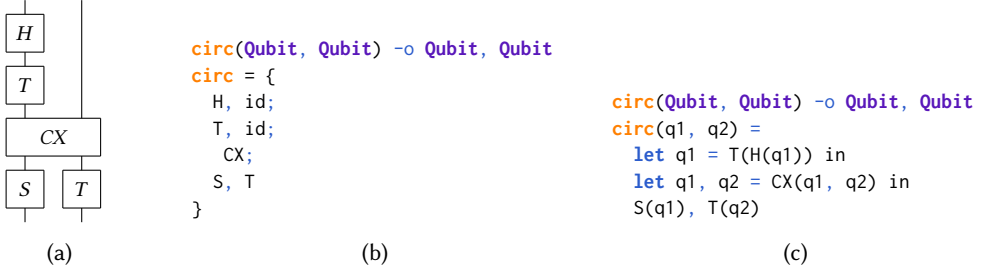 H
T
CX
S T
(a)
circ(Qubit, Qubit) -o Qubit, Qubit
circ = {
H, id;
T, id;
CX;
S, T
}
(b)
circ(Qubit, Qubit) -o Qubit, Qubit
circ(q1, q2) =
let q1 = T(H(q1)) in
let q1, q2 = CX(q1, q2) in
S(q1), T(q2)
(c)